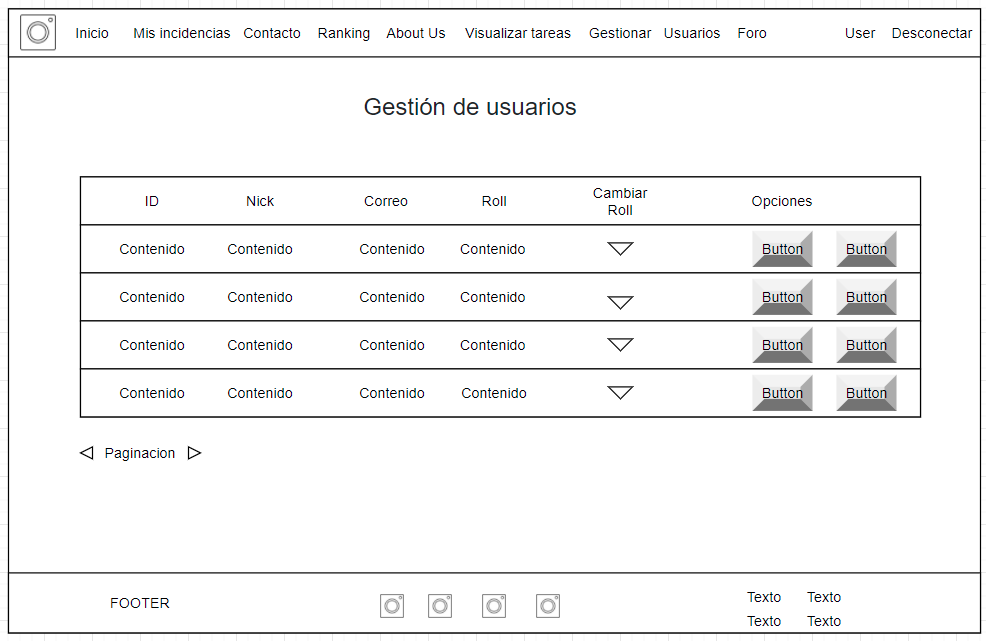 Inicio Mis incidencias Contacto Ranking About Us Visualizar tareas Gestionar Usuarios Foro User Desconectar
Gestión de usuarios
ID Nick Correo Roll Cambiar Roll Opciones
Contenido Contenido Contenido Contenido Button Button
Contenido Contenido Contenido Contenido Button Button
Contenido Contenido Contenido Contenido Button Button
Contenido Contenido Contenido Contenido Button Button
Paginacion
FOOTER
Texto Texto
Texto Texto